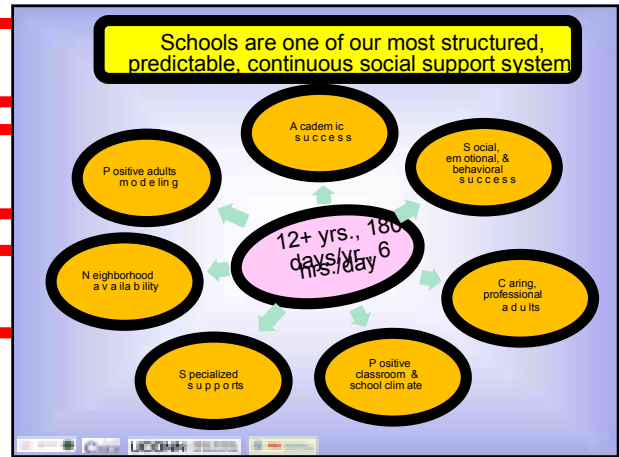 Schools are one of our most structured,
predictable, continuous social support system
Academic
success
Social,
emotional, &
behavioral
success
Positive adults
modeling
12+ yrs., 180
days/yr., 6
hrs./day
Neighborhood
availability
Caring,
professional
adults
Specialized
supports
Positive
classroom &
school climate
UCONN